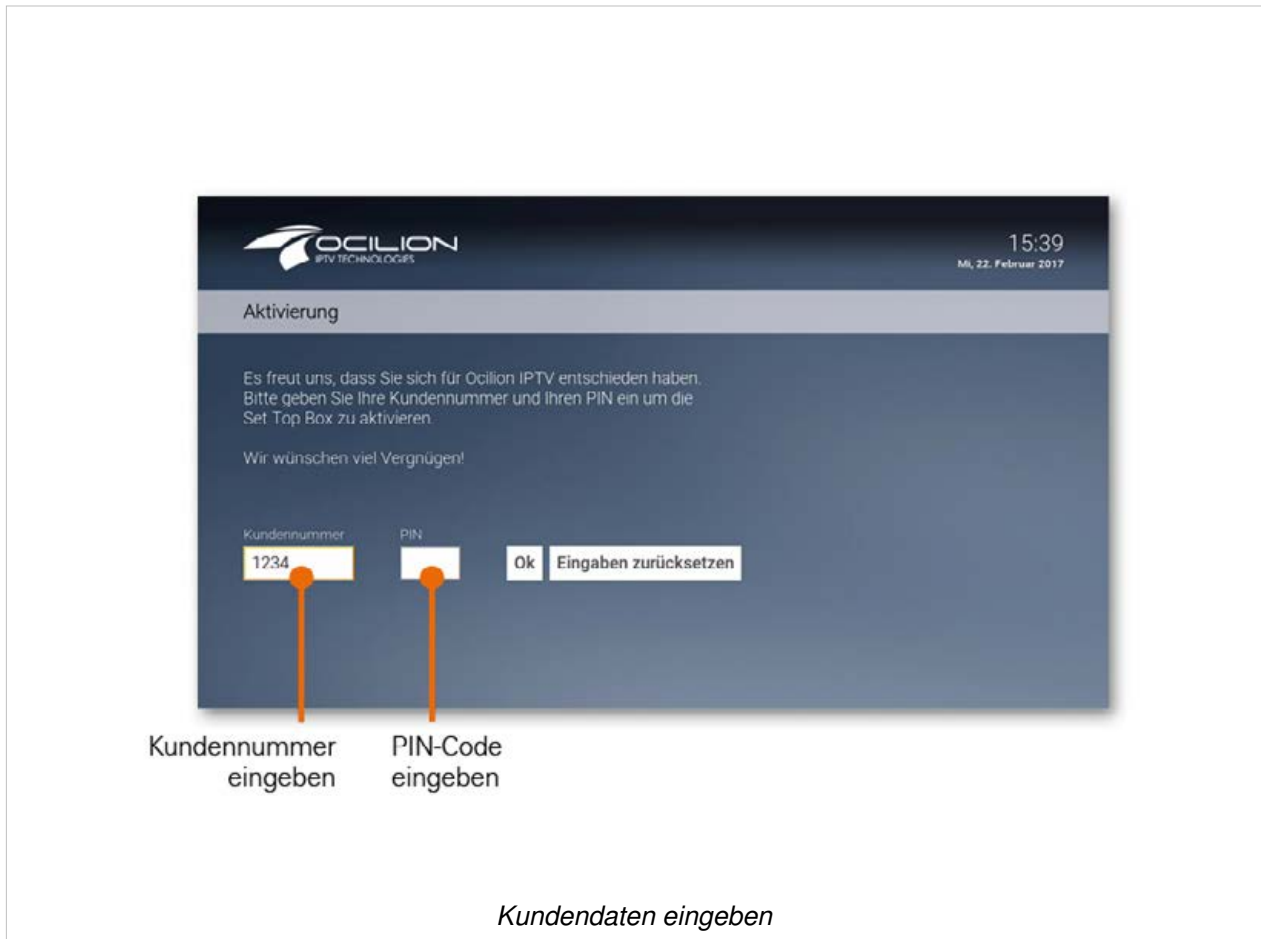 OCILION
IPTV TECHNOLOGIES
15:39
Mi, 22. Februar 2017
Aktivierung
Es freut uns, dass Sie sich für Ocilion IPTV entschieden haben.
Bitte geben Sie Ihre Kundennummer und Ihren PIN ein um die
Set Top Box zu aktivieren.
Wir wünschen viel Vergnügen!
Kundennummer PIN
1234 Ok Eingaben zurücksetzen
Kundennummer
eingeben
PIN-Code
eingeben
Kundendaten eingeben